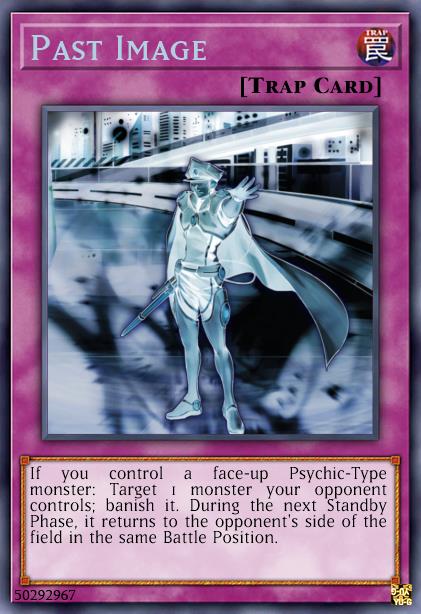 PAST IMAGE
TRAP
罠
[TRAP CARD]
If you control a face-up Psychic-Type
monster: Target 1 monster your opponent
controls; banish it. During the next Standby
Phase, it returns to the opponent's side of the
field in the same Battle Position.
50292967